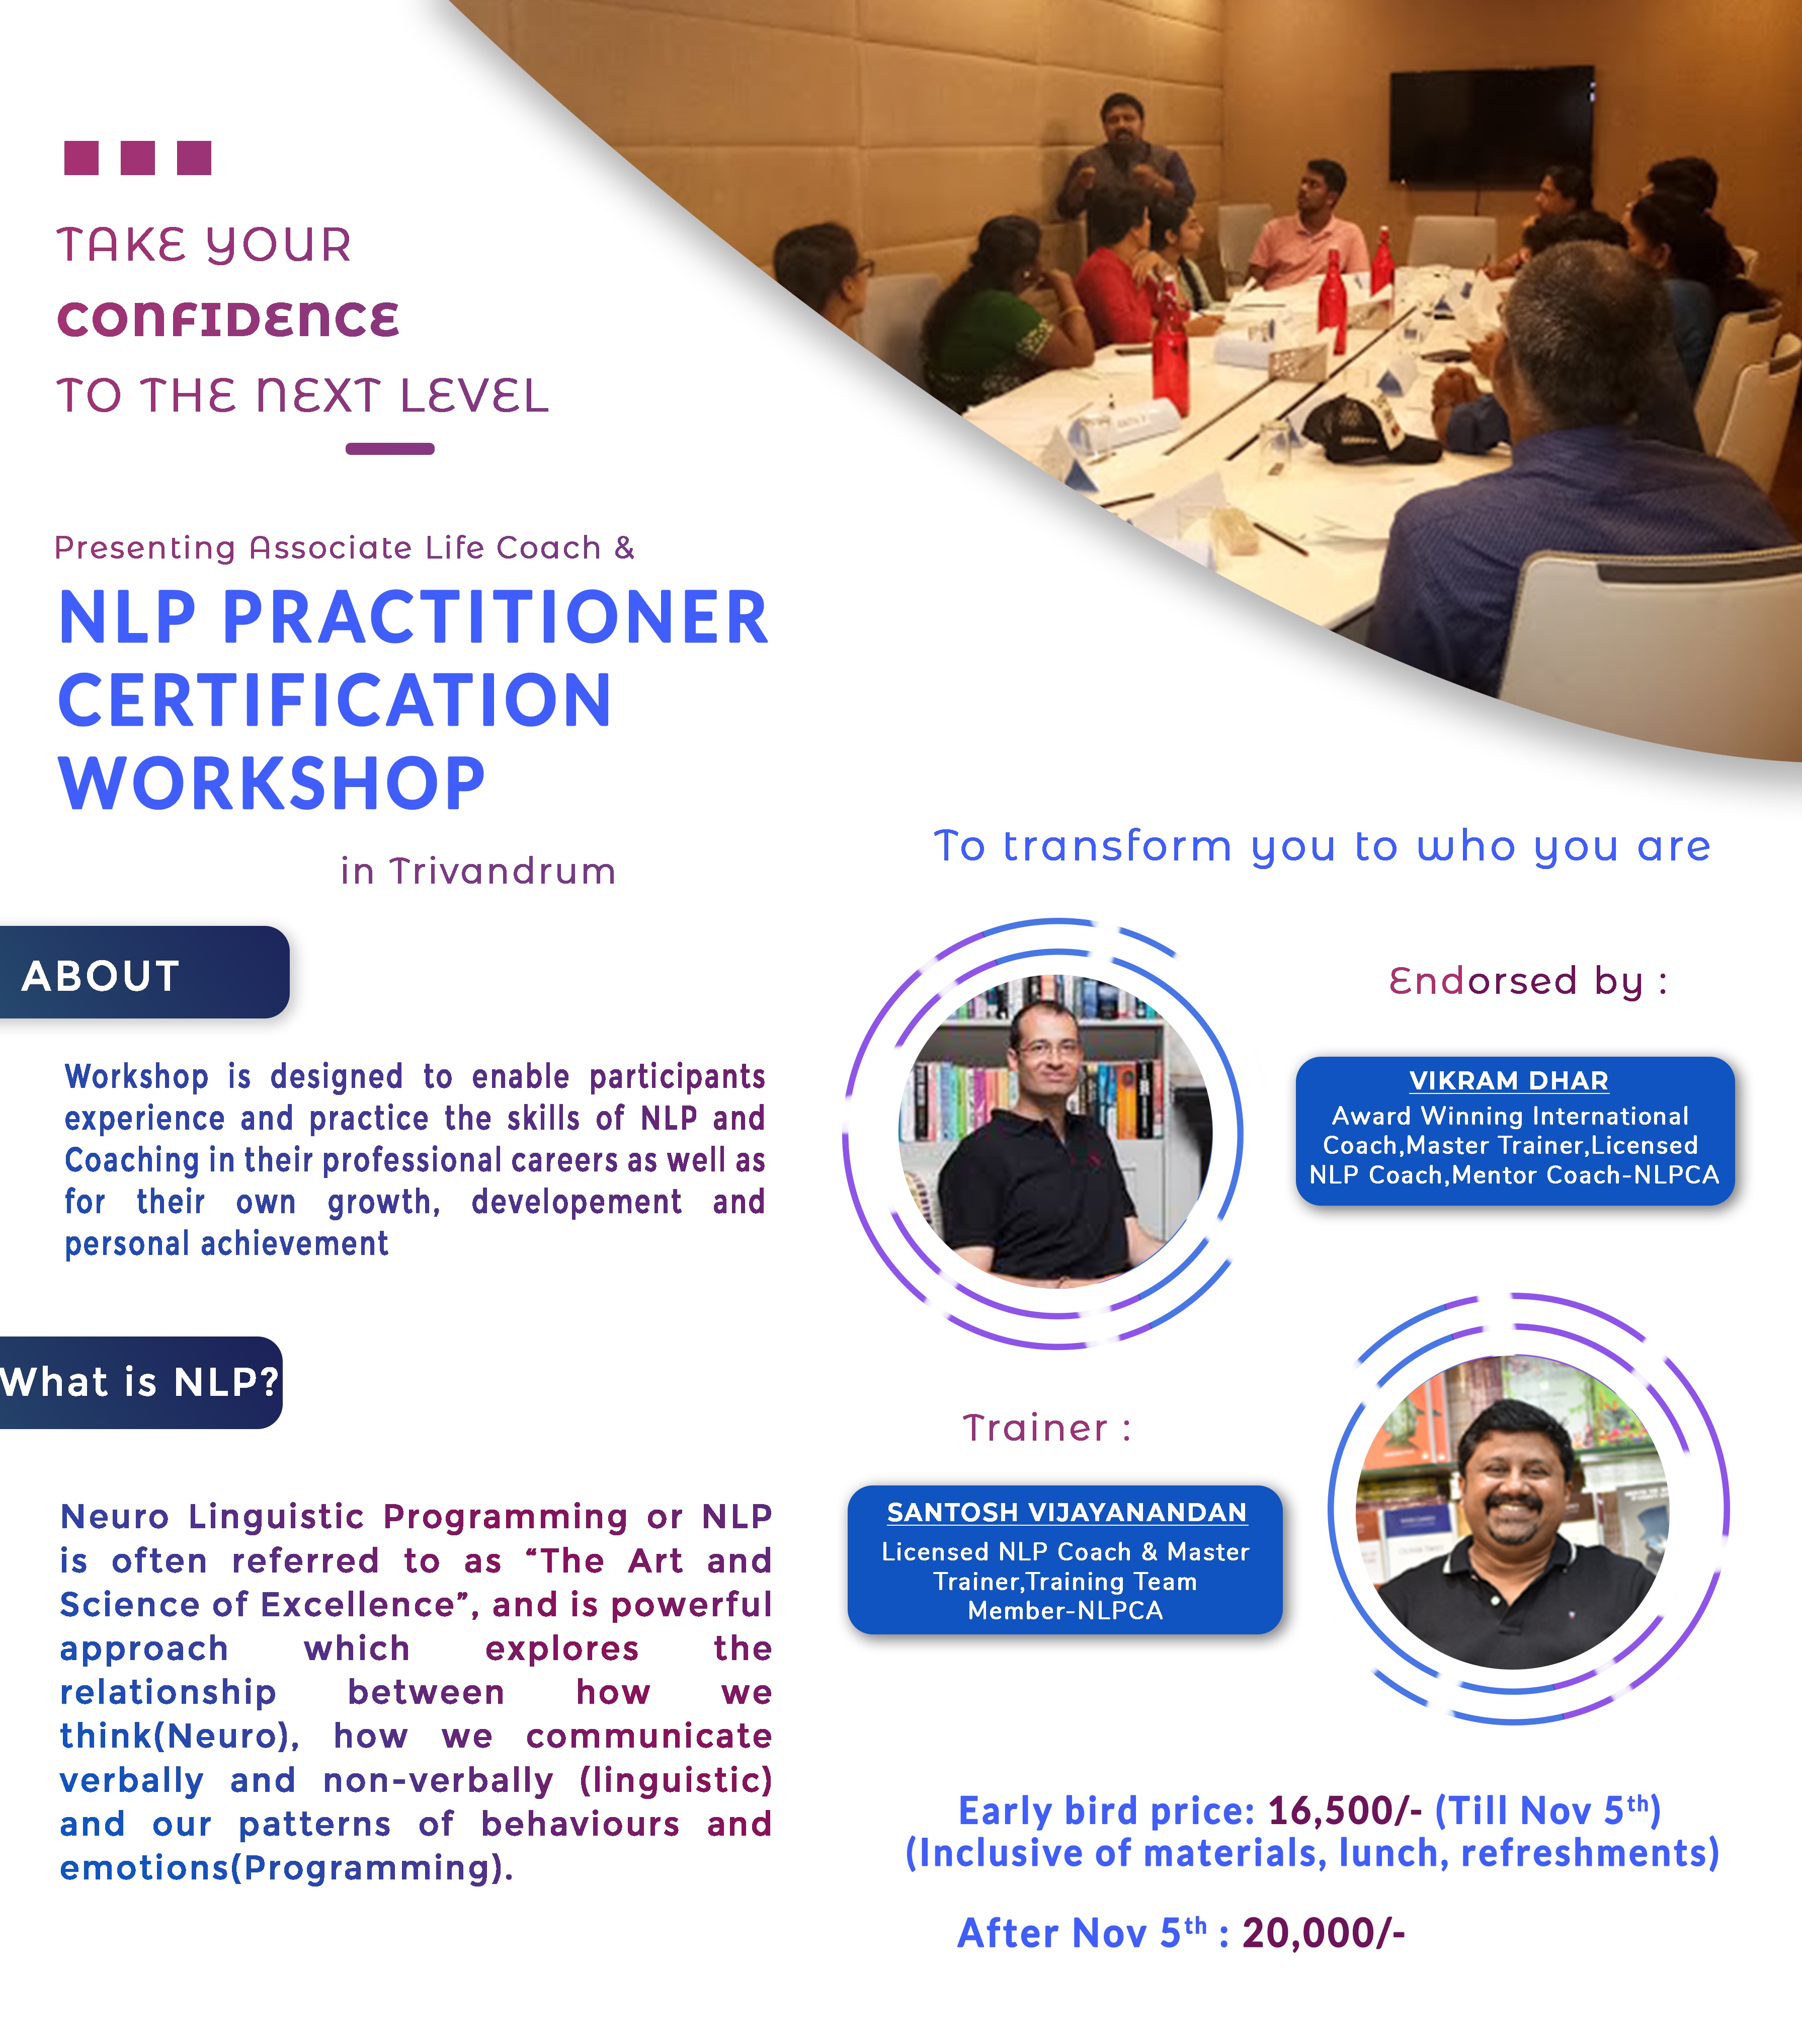 TAKE YOUR
CONFIDENCE
TO THE NEXT LEVEL
Presenting Associate Life Coach &
NLP PRACTITIONER
CERTIFICATION
WORKSHOP
in Trivandrum
To transform you to who you are
ABOUT
Workshop is designed to enable participants
experience and practice the skills of NLP and
Coaching in their professional careers as well as
for their own growth, developement and
personal achievement
Endorsed by :
VIKRAM DHAR
Award Winning International
Coach,Master Trainer,Licensed
NLP Coach,Mentor Coach-NLPCA
What is NLP?
Neuro Linguistic Programming or NLP
is often referred to as “The Art and
Science of Excellence”, and is powerful
approach which explores the
relationship between how we
think(Neuro), how we communicate
verbally and non-verbally (linguistic)
and our patterns of behaviours and
emotions(Programming).
Trainer :
SANTOSH VIJAYANANDAN
Licensed NLP Coach & Master
Trainer,Training Team
Member-NLPCA
Early bird price: 16,500/- (Till Nov 5th)
(Inclusive of materials, lunch, refreshments)
After Nov 5th : 20,000/-